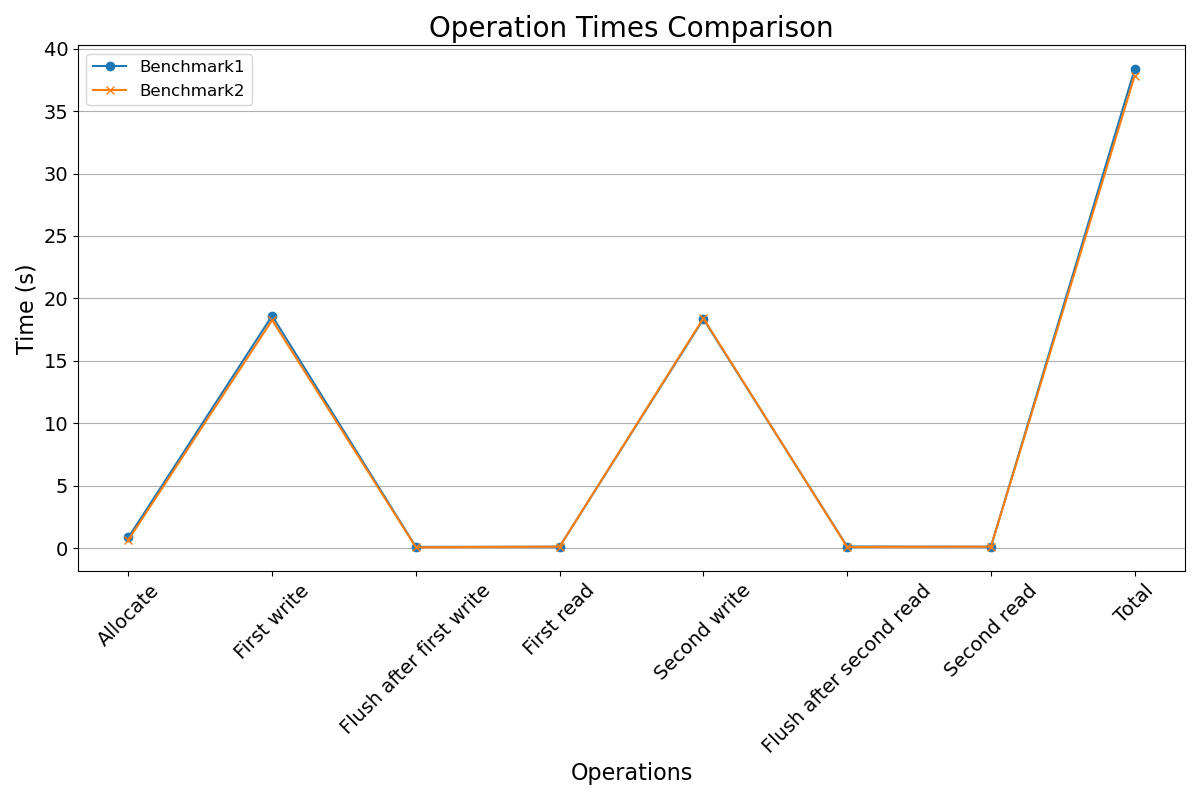 Operation Times Comparison
Benchmark1
Benchmark2
40
35
30
25
20
15
10
5
0
Time (s)
Allocate
First write
Flush after first write
First read
Second write
Flush after second read
Second read
Total
Operations